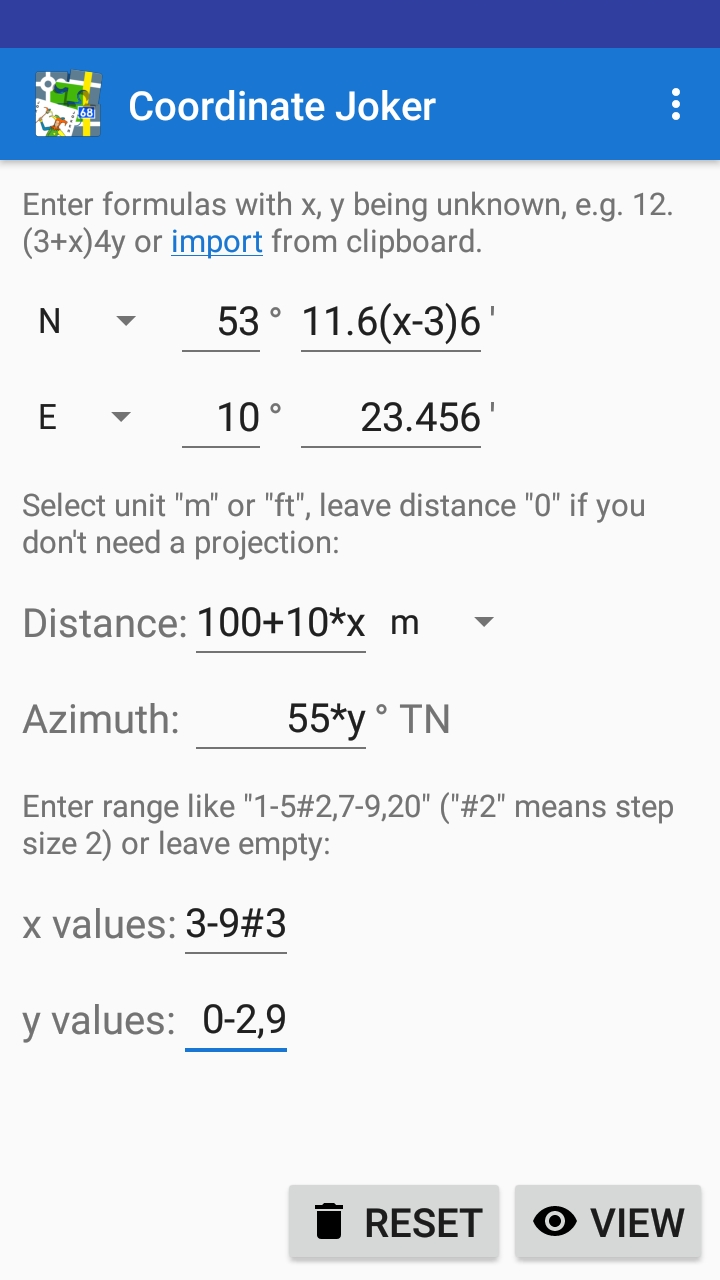 68
Coordinate Joker
Enter formulas with x, y being unknown, e.g. 12.
(3+x)4y or import from clipboard.
N 53 ° 11.6(x-3)6 '
E 10 ° 23.456 '
Select unit "m" or "ft", leave distance "0" if you
don't need a projection:
Distance: 100+10*x m
Azimuth: 55*y ° TN
Enter range like "1-5#2,7-9,20" ("#2" means step
size 2) or leave empty:
x values: 3-9#3
y values: 0-2,9
RESET VIEW